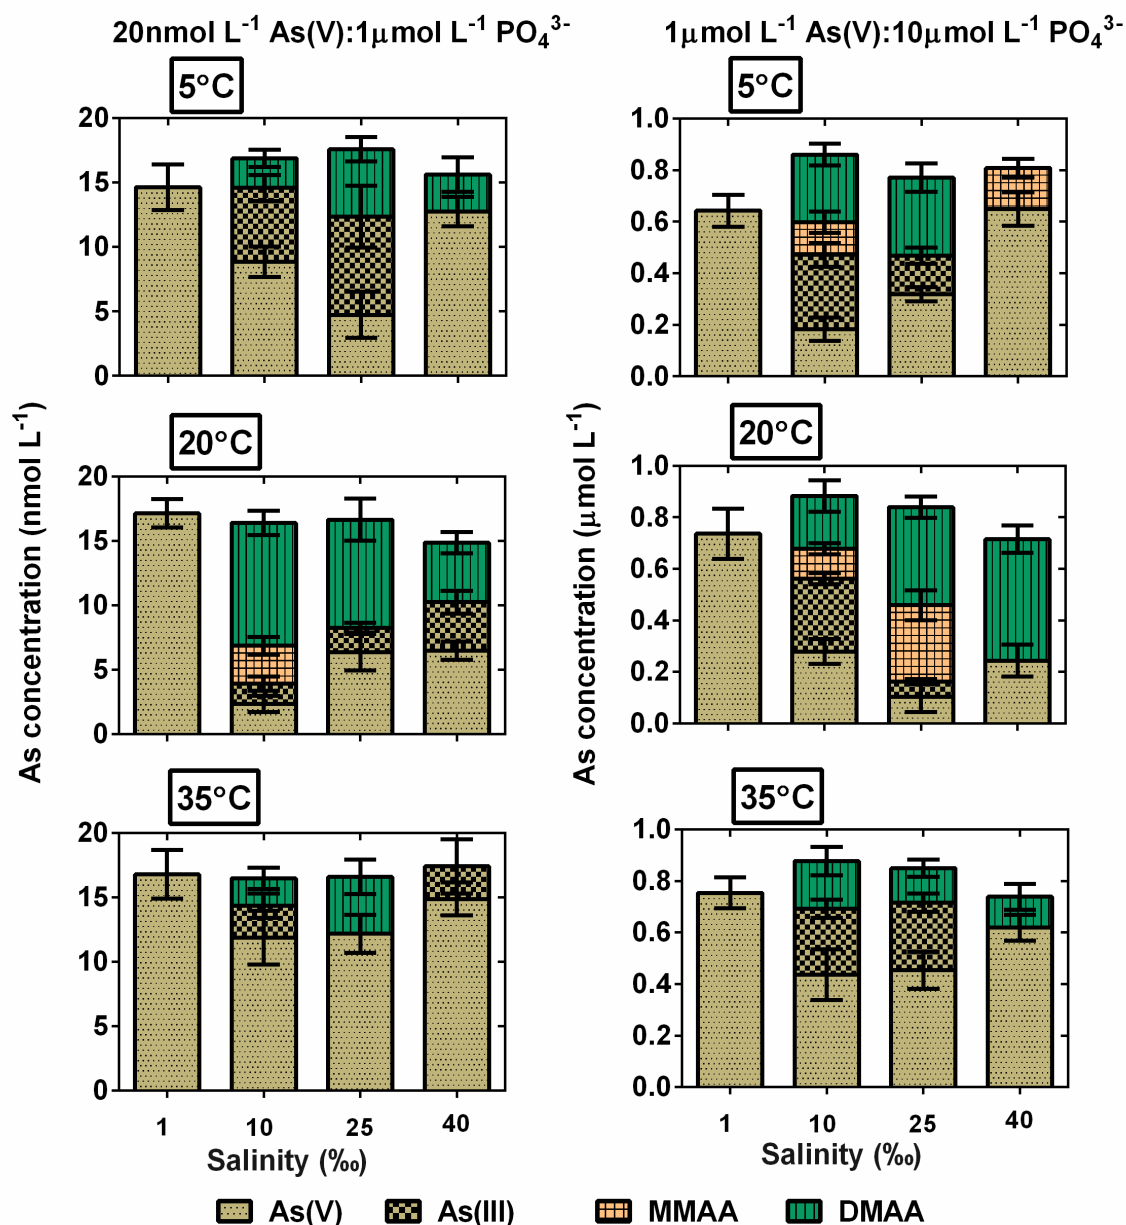 20nmol L⁻¹ As(V):1μmol L⁻¹ PO₄³⁻
1μmol L⁻¹ As(V):10μmol L⁻¹ PO₄³⁻
5°C
5°C
20
15
10
5
0
1.0
0.8
0.6
0.4
0.2
0.0
As concentration (nmol L⁻¹)
As concentration (μmol L⁻¹)
20°C
20°C
20
15
10
5
0
1.0
0.8
0.6
0.4
0.2
0.0
35°C
35°C
20
15
10
5
0
1.0
0.8
0.6
0.4
0.2
0.0
1 10 25 40
1 10 25 40
Salinity (‰)
Salinity (‰)
As(V) As(III) MMAA DMAA